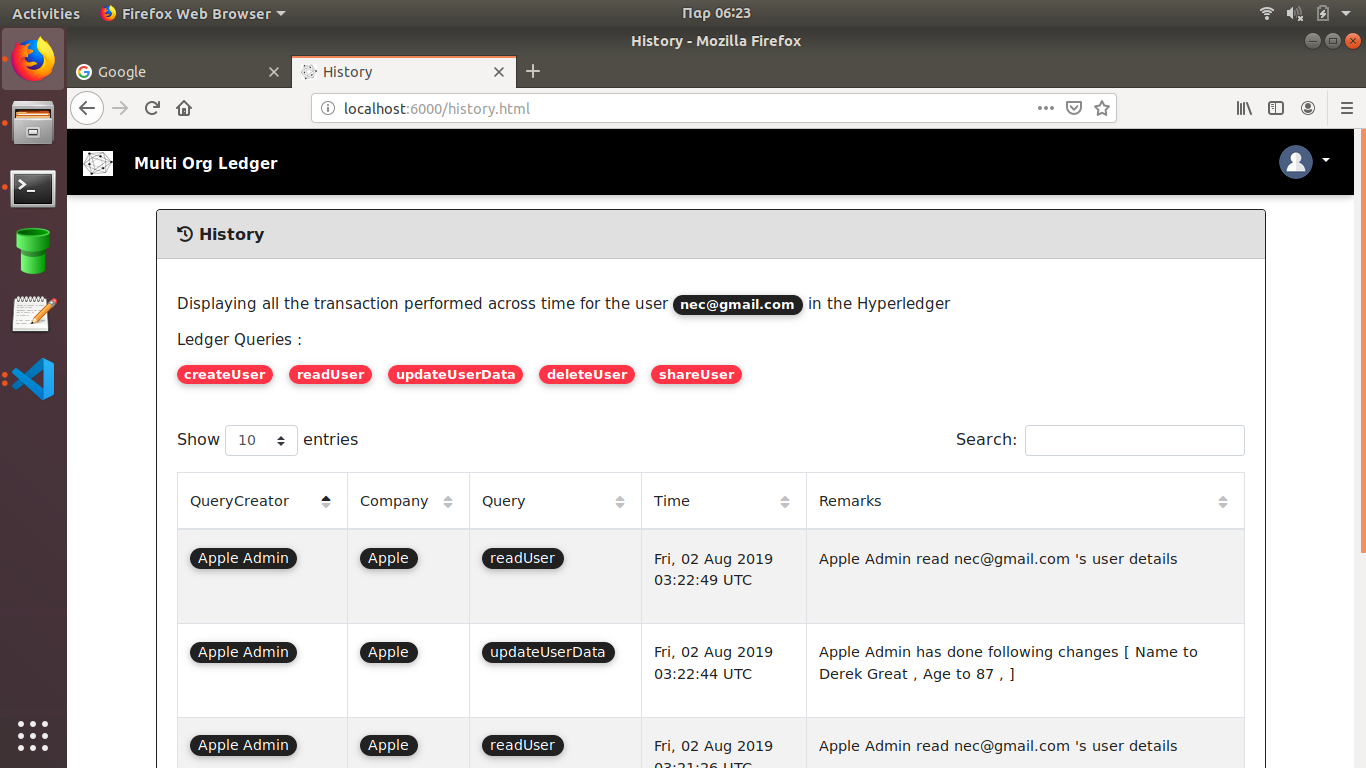 Activities Firefox Web Browser Παρ 06:23
History - Mozilla Firefox
Google History
localhost:6000/history.html
Multi Org Ledger
History
Displaying all the transaction performed across time for the user nec@gmail.com in the Hyperledger
Ledger Queries :
createUser readUser updateUserData deleteUser shareUser
Show 10 entries Search:
QueryCreator Company Query Time Remarks
Apple Admin Apple readUser Fri, 02 Aug 2019 Apple Admin read nec@gmail.com 's user details
03:22:49 UTC
Apple Admin Apple updateUserData Fri, 02 Aug 2019 Apple Admin has done following changes [ Name to
03:22:44 UTC Derek Great , Age to 87 , ]
Apple Admin Apple readUser Fri, 02 Aug 2019 Apple Admin read nec@gmail.com 's user details
03:21:26 UTC